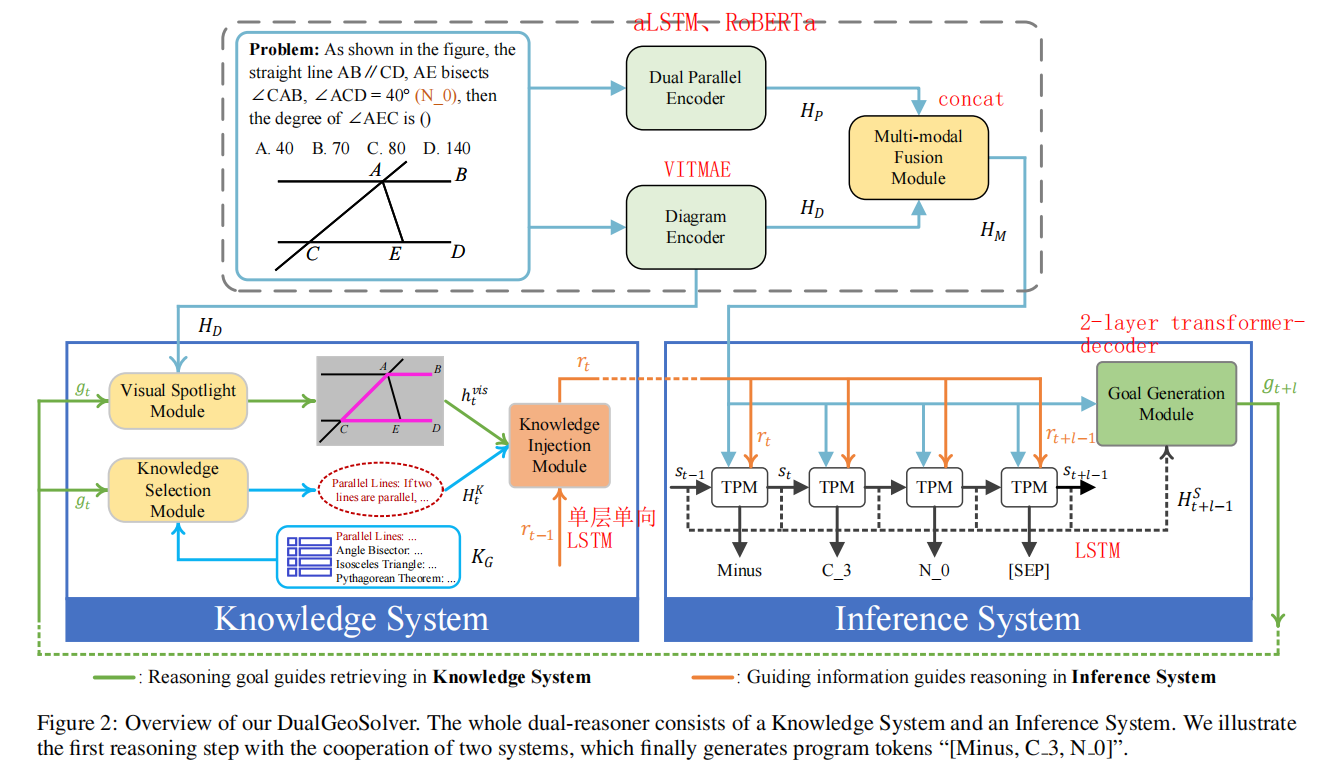 aLSTM、RoBERTa
Problem: As shown in the figure, the
straight line AB∥CD, AE bisects
∠CAB, ∠ACD = 40° (N_0), then
the degree of ∠AEC is ()
A. 40 B. 70 C. 80 D. 140
A
B
C
E
D
Dual Parallel
Encoder
H_P
concat
Multi-modal
Fusion
Module
VITMAE
Diagram
Encoder
H_D
H_M
H_D
g_t
Visual Spotlight
Module
A
B
C
E
D
h_t^{vis}
r_t
Knowledge
Injection
Module
g_t
Knowledge
Selection
Module
Parallel Lines: If two
lines are parallel, ...
H_t^K
r_{t-1}
单层单向
LSTM
Parallel Lines: ...
Angle Bisector: ...
Isosceles Triangle: ...
Pythagorean Theorem: ...
K_G
Knowledge System
2-layer transformer-
decoder
Goal Generation
Module
g_{t+l}
r_t
r_{t+l-1}
s_{t-1}
TPM
s_t
TPM
TPM
TPM
s_{t+l-1}
H_{t+l-1}^S
LSTM
Minus
C_3
N_0
[SEP]
Inference System
: Reasoning goal guides retrieving in Knowledge System
: Guiding information guides reasoning in Inference System
Figure 2: Overview of our DualGeoSolver. The whole dual-reasoner consists of a Knowledge System and an Inference System. We illustrate
the first reasoning step with the cooperation of two systems, which finally generates program tokens “[Minus, C_3, N_0]”.